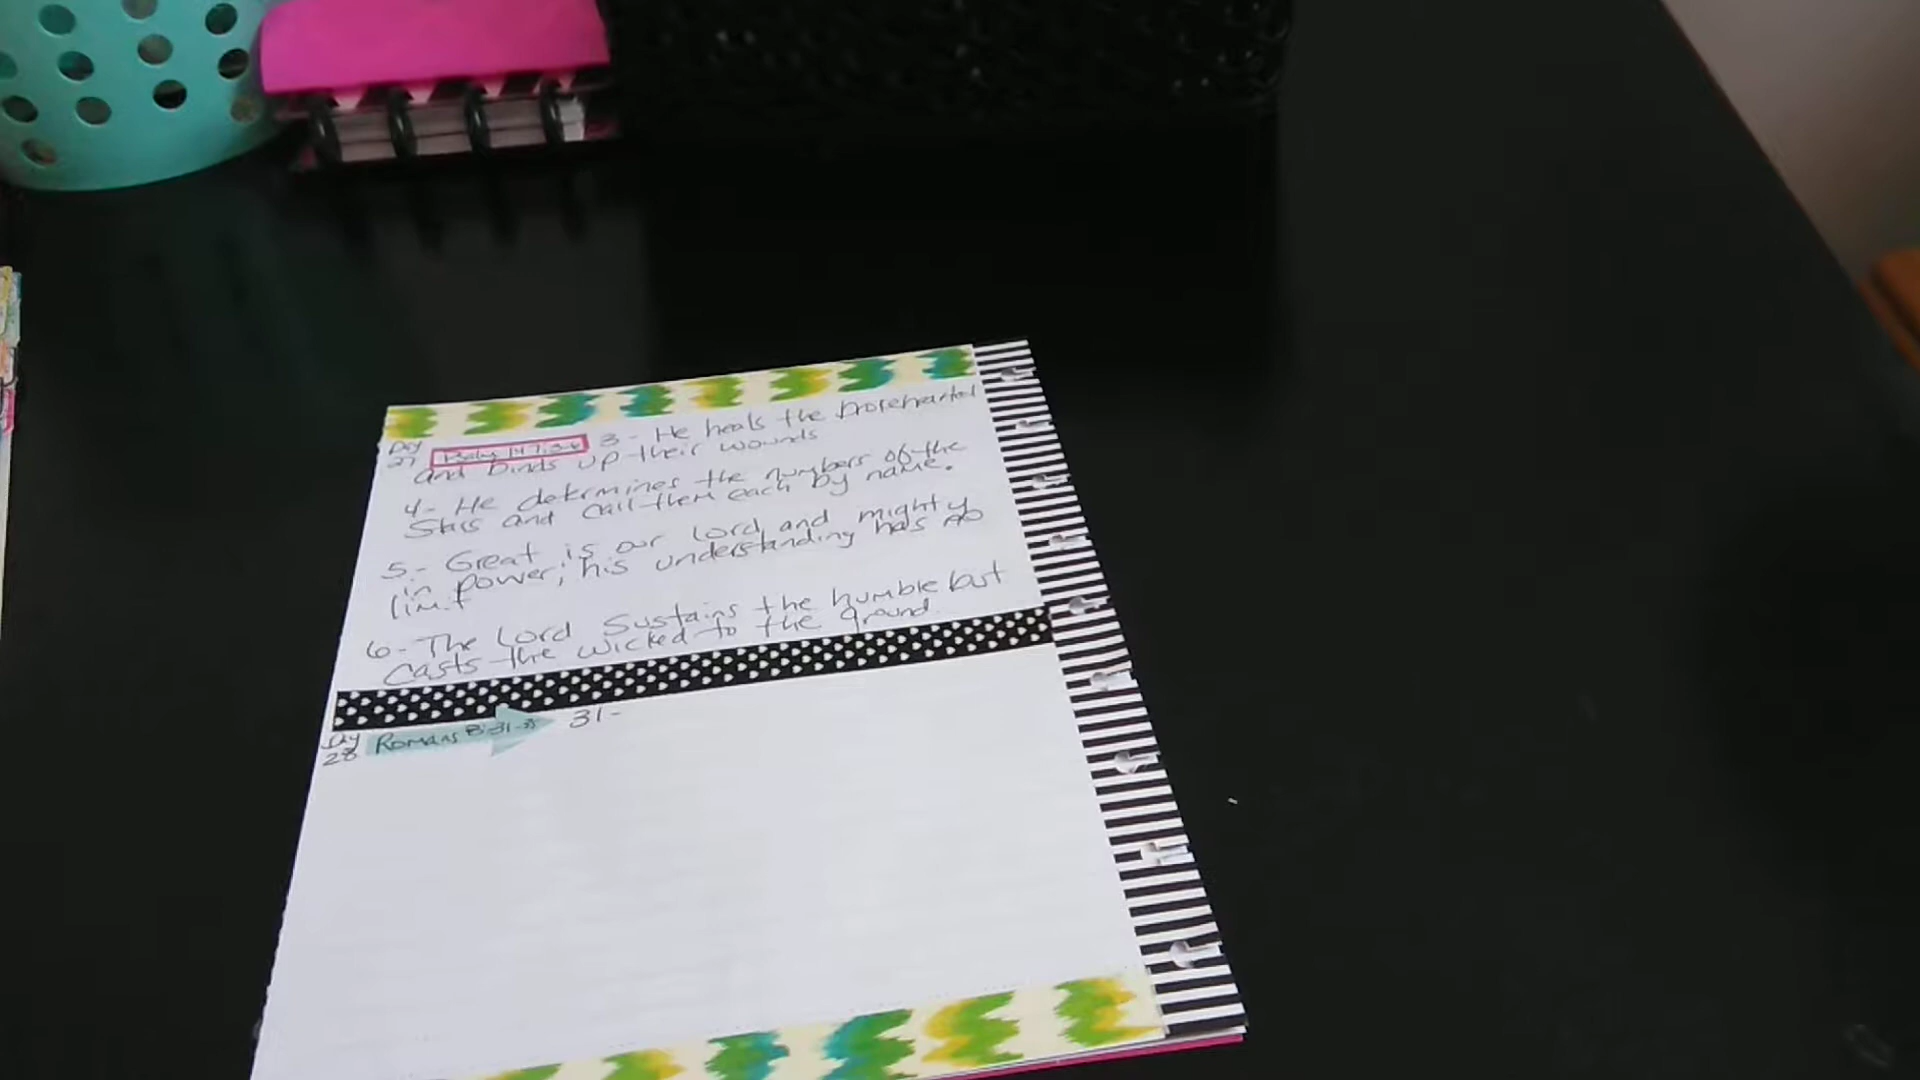 Day 27 Psalm 147:3-6 3- He heals the brokehearted
and binds up their wounds
4- He determines the numbers of the
Stars and call them each by name.
5- Great is our Lord, and mighty
in power; his understanding has no
limit
6- The Lord Sustains the humble but
Casts the wicked to the ground.
Day 28 Romans 8:31- 31-